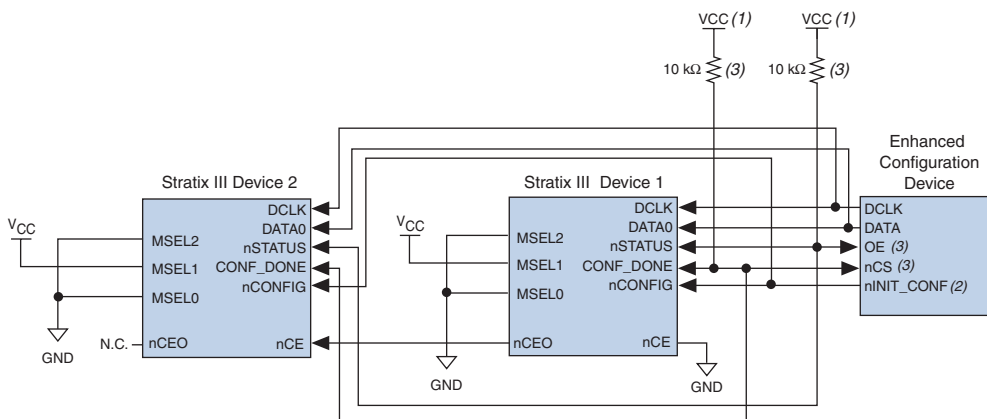 VCC (1)
VCC (1)
10 kΩ (3)
10 kΩ (3)
Enhanced
Configuration
Device
Stratix III Device 2
Stratix III Device 1
DCLK
DATA0
nSTATUS
CONF_DONE
nCONFIG
nCE
VCC
MSEL2
MSEL1
MSEL0
nCEO
N.C.
GND
DCLK
DATA0
nSTATUS
CONF_DONE
nCONFIG
nCE
VCC
MSEL2
MSEL1
MSEL0
nCEO
GND
GND
DCLK
DATA
OE (3)
nCS (3)
nINIT_CONF (2)